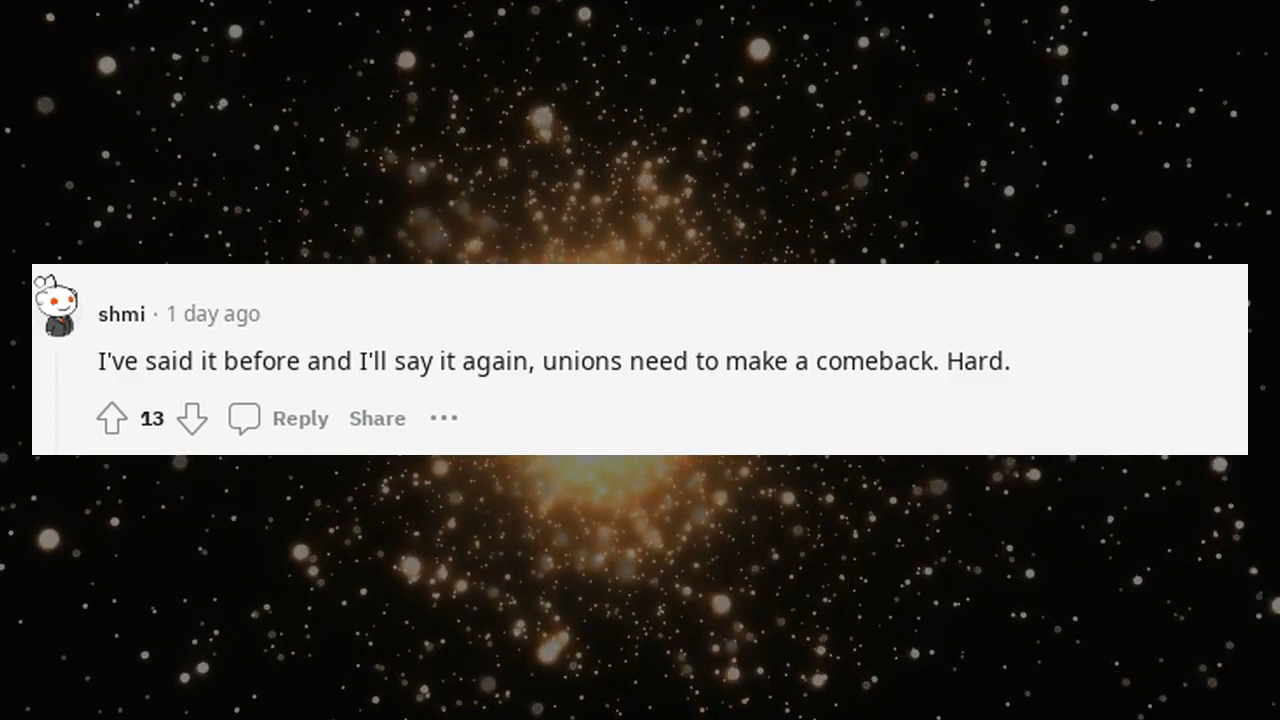 shmi · 1 day ago
I've said it before and I'll say it again, unions need to make a comeback. Hard.
13 Reply Share ···